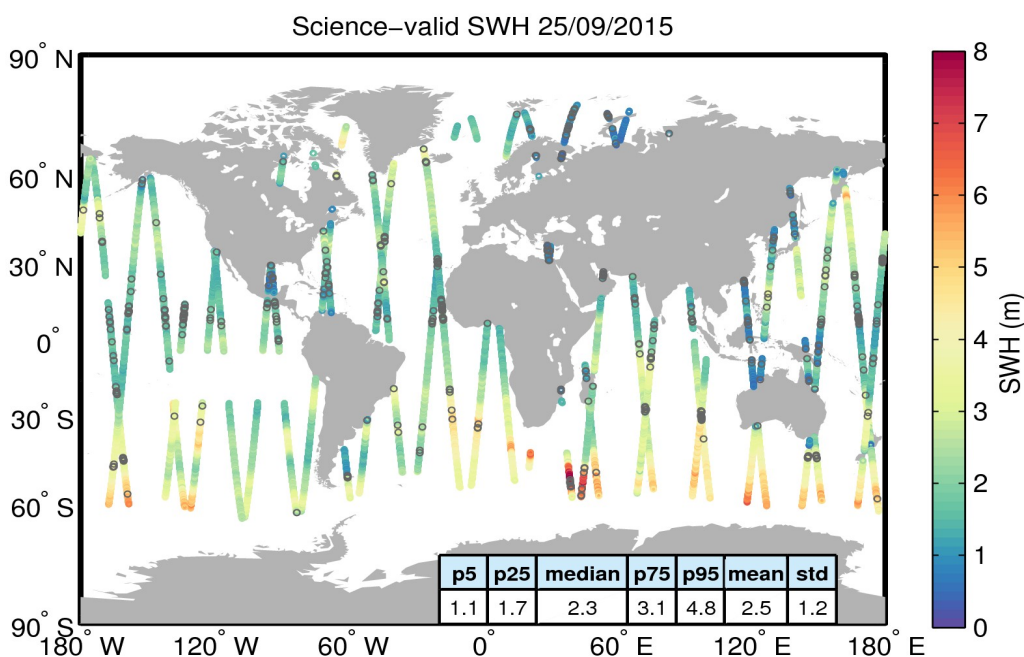 Science−valid SWH 25/09/2015
90° N
60° N
30° N
0°
30° S
60° S
90° S
180° W
120° W
60° W
0°
60° E
120° E
180° E
p5 p25 median p75 p95 mean std
1.1 1.7 2.3 3.1 4.8 2.5 1.2
8
7
6
5
4
3
2
1
0
SWH (m)